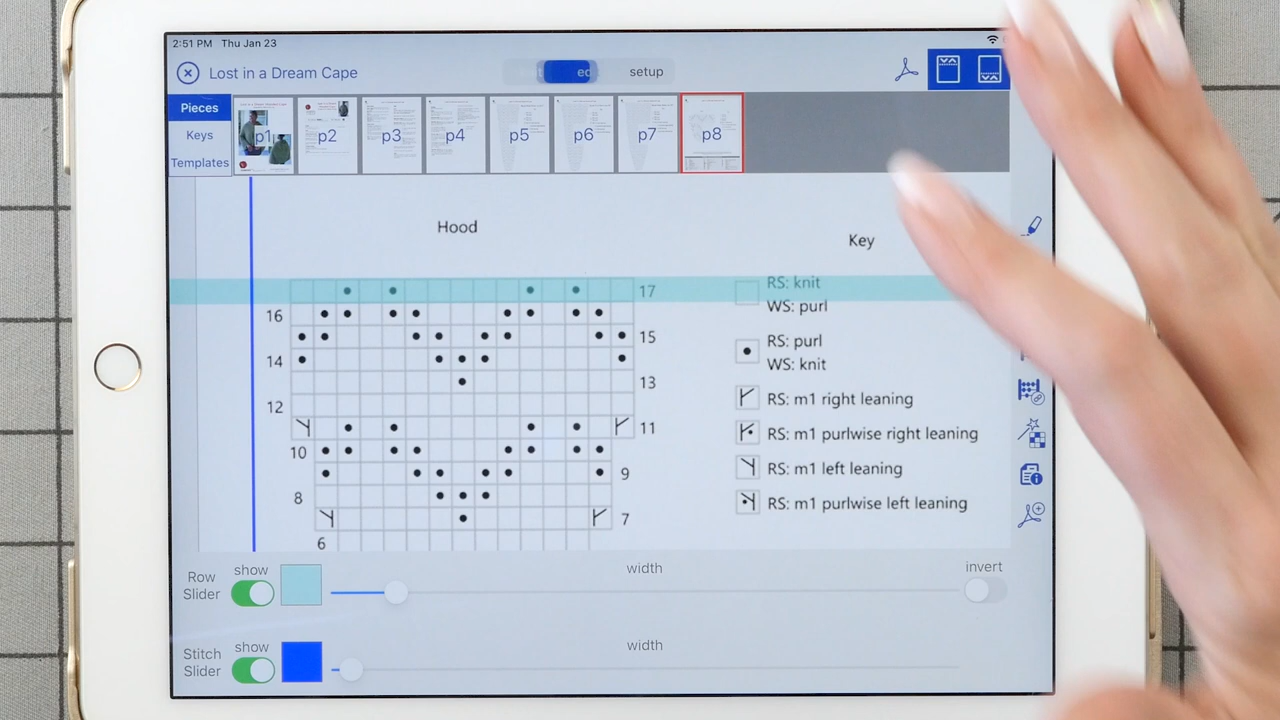 2:51 PM Thu Jan 23
Lost in a Dream Cape
setup
Pieces
p1 p2 p3 p4 p5 p6 p7 p8
Keys
Templates
Hood
Key
17
RS: knit
WS: purl
16
15
RS: purl
WS: knit
14
13
12
RS: m1 right leaning
11
RS: m1 purlwise right leaning
10
9
RS: m1 left leaning
8
RS: m1 purlwise left leaning
7
6
Row
Slider
show
width
invert
Stitch
Slider
show
width